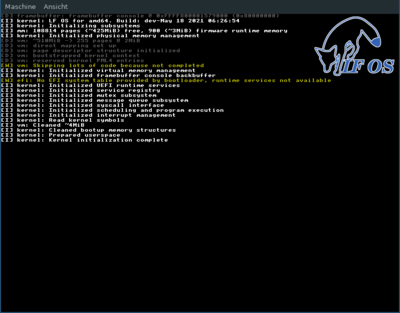 Maschine Ansicht
[D] framebuffer: framebuffer @
[I] kernel: LF OS for amd64. Build: dev-May 18 2021 06:26:54
[I] kernel: Initializing subsystems
[I] mm: 108814 pages (~425MiB) free, 900 (~3MiB) firmware runtime memory
[I] kernel: Initialized physical memory management
[D] vm: ~510MiB -> 255 pages @ 2MiB
[D] vm: direct mapping set up
[D] vm: page descriptor structure initialized
[D] vm: bootstrapped kernel context
[D] vm: reserved kernel PML4 entries
[W] vm: Skipping lots of code because not completed
[I] kernel: Initialized virtual memory management
[I] kernel: Initialized framebuffer console backbuffer
[W] efi: No EFI system table provided by bootloader, runtime services not available
[I] kernel: Initialized UEFI runtime services
[I] kernel: Initialized service registry
[I] kernel: Initialized mutex subsystem
[I] kernel: Initialized message queue subsystem
[I] kernel: Initialized syscall interface
[I] kernel: Initialized scheduling and program execution
[I] kernel: Initialized interrupt management
[I] kernel: Read kernel symbols
[I] vm: Cleaned ~4MiB
[I] kernel: Cleaned bootup memory structures
[I] kernel: Prepared userspace
[I] kernel: Kernel initialization complete
LF OS